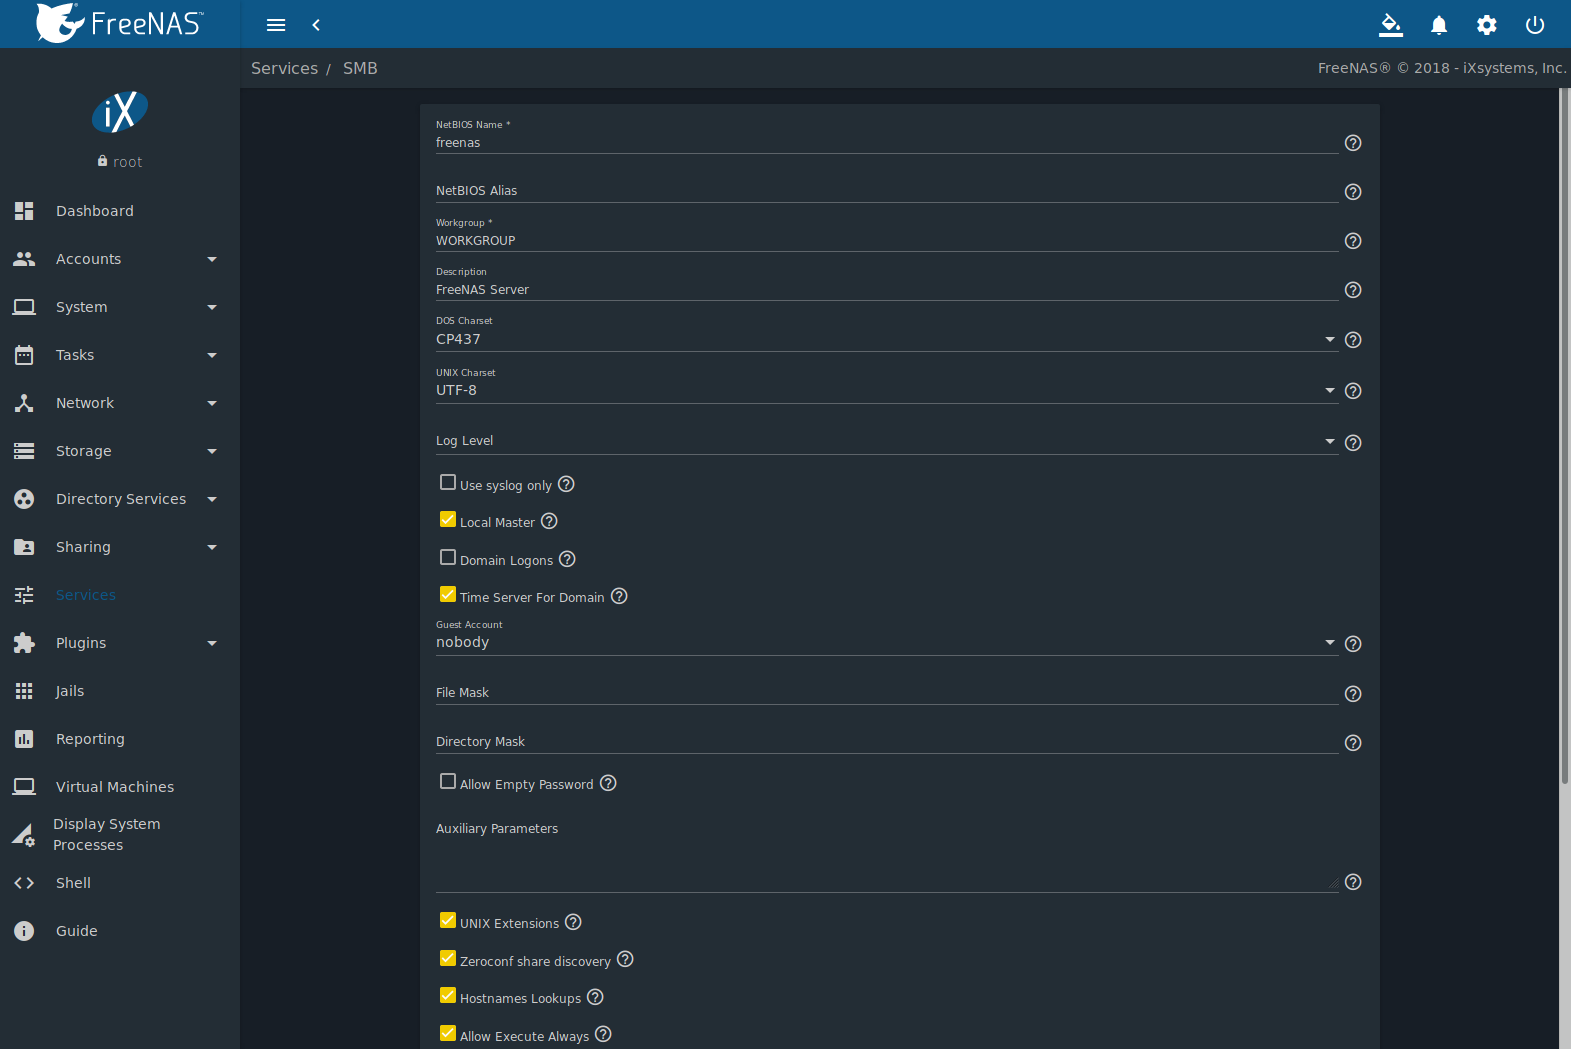 FreeNAS™
Services / SMB
FreeNAS® © 2018 - iXsystems, Inc.
iX
root
Dashboard
Accounts
System
Tasks
Network
Storage
Directory Services
Sharing
Services
Plugins
Jails
Reporting
Virtual Machines
Display System
Processes
Shell
Guide
NetBIOS Name *
freenas
NetBIOS Alias
Workgroup *
WORKGROUP
Description
FreeNAS Server
DOS Charset
CP437
UNIX Charset
UTF-8
Log Level
Use syslog only
Local Master
Domain Logons
Time Server For Domain
Guest Account
nobody
File Mask
Directory Mask
Allow Empty Password
Auxiliary Parameters
UNIX Extensions
Zeroconf share discovery
Hostnames Lookups
Allow Execute Always